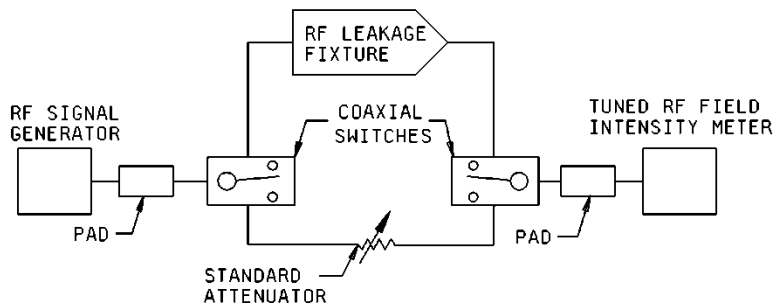 RF LEAKAGE
FIXTURE
RF SIGNAL
GENERATOR
COAXIAL
SWITCHES
TUNED RF FIELD
INTENSITY METER
PAD
PAD
STANDARD
ATTENUATOR